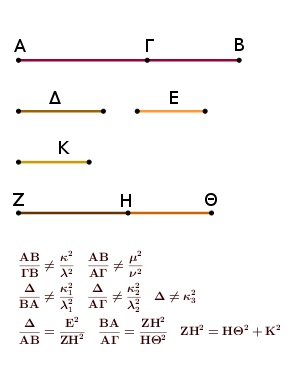 Α Γ Β
Δ Ε
Κ
Ζ Η Θ
ΑΒ/ΓΒ ≠ κ²/λ² ΑΒ/ΑΓ ≠ μ²/ν²
Δ/ΒΑ ≠ κ₁²/λ₁² Δ/ΑΓ ≠ κ₂²/λ₂² Δ ≠ κ₃²
Δ/ΑΒ = Ε²/ΖΗ² ΒΑ/ΑΓ = ΖΗ²/ΗΘ² ΖΗ² = ΗΘ² + Κ²